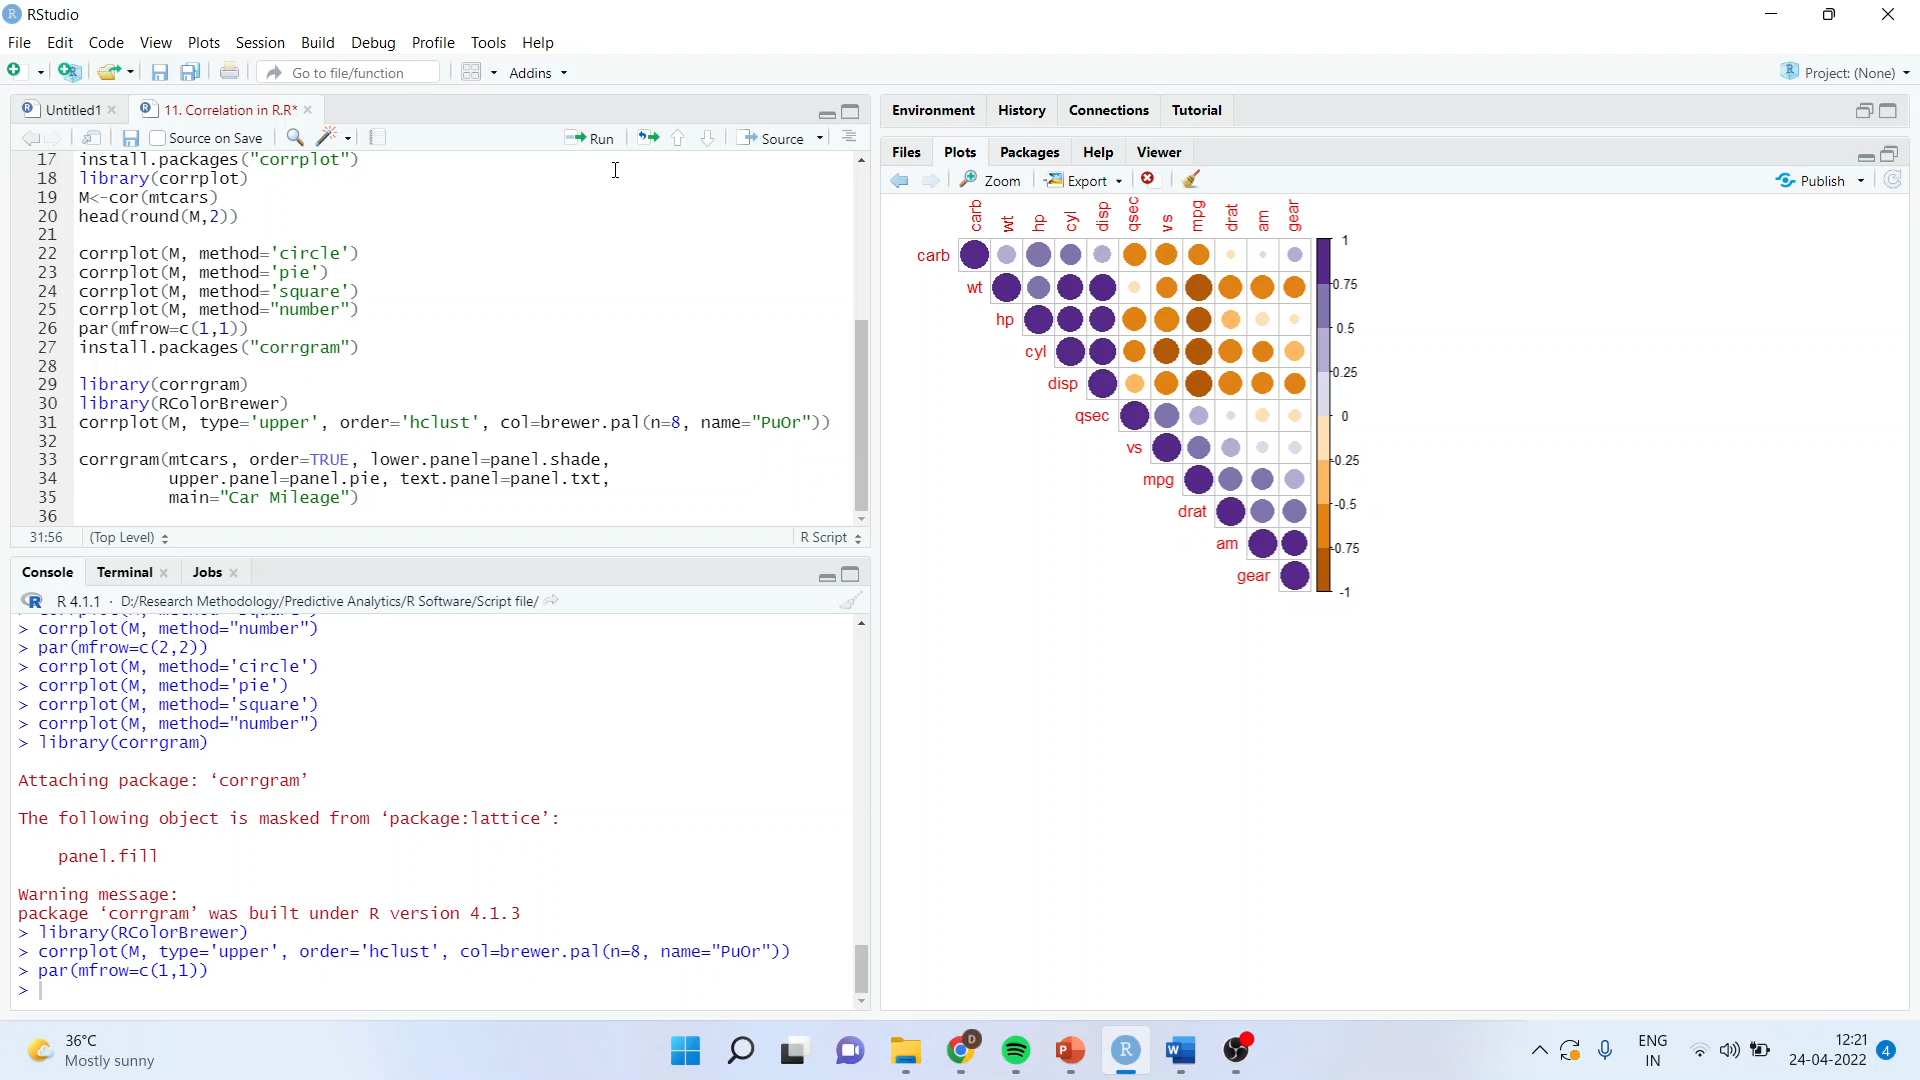 RStudio
File Edit Code View Plots Session Build Debug Profile Tools Help
Go to file/function Addins Project: (None)
Untitled1 11. Correlation in R.R*
Source on Save Run Source
17 install.packages("corrplot")
18 library(corrplot)
19 M<-cor(mtcars)
20 head(round(M,2))
21
22 corrplot(M, method='circle')
23 corrplot(M, method='pie')
24 corrplot(M, method='square')
25 corrplot(M, method="number")
26 par(mfrow=c(1,1))
27 install.packages("corrgram")
28
29 library(corrgram)
30 library(RColorBrewer)
31 corrplot(M, type='upper', order='hclust', col=brewer.pal(n=8, name="PuOr"))
32
33 corrgram(mtcars, order=TRUE, lower.panel=panel.shade,
34 upper.panel=panel.pie, text.panel=panel.txt,
35 main="Car Mileage")
36
31:56 (Top Level) R Script
Console Terminal Jobs
R 4.1.1 · D:/Research Methodology/Predictive Analytics/R Software/Script file/
> corrplot(M, method="number")
> par(mfrow=c(2,2))
> corrplot(M, method='circle')
> corrplot(M, method='pie')
> corrplot(M, method='square')
> corrplot(M, method="number")
> library(corrgram)
Attaching package: ‘corrgram’
The following object is masked from ‘package:lattice’:
panel.fill
Warning message:
package ‘corrgram’ was built under R version 4.1.3
> library(RColorBrewer)
> corrplot(M, type='upper', order='hclust', col=brewer.pal(n=8, name="PuOr"))
> par(mfrow=c(1,1))
>
Environment History Connections Tutorial
Files Plots Packages Help Viewer
Zoom Export Publish
carb wt hp cyl disp qsec vs mpg drat am gear
carb
wt
hp
cyl
disp
qsec
vs
mpg
drat
am
gear
1
0.75
0.5
0.25
0
-0.25
-0.5
-0.75
-1
36°C
Mostly sunny
D
R
W
ENG
IN
12:21
24-04-2022
4